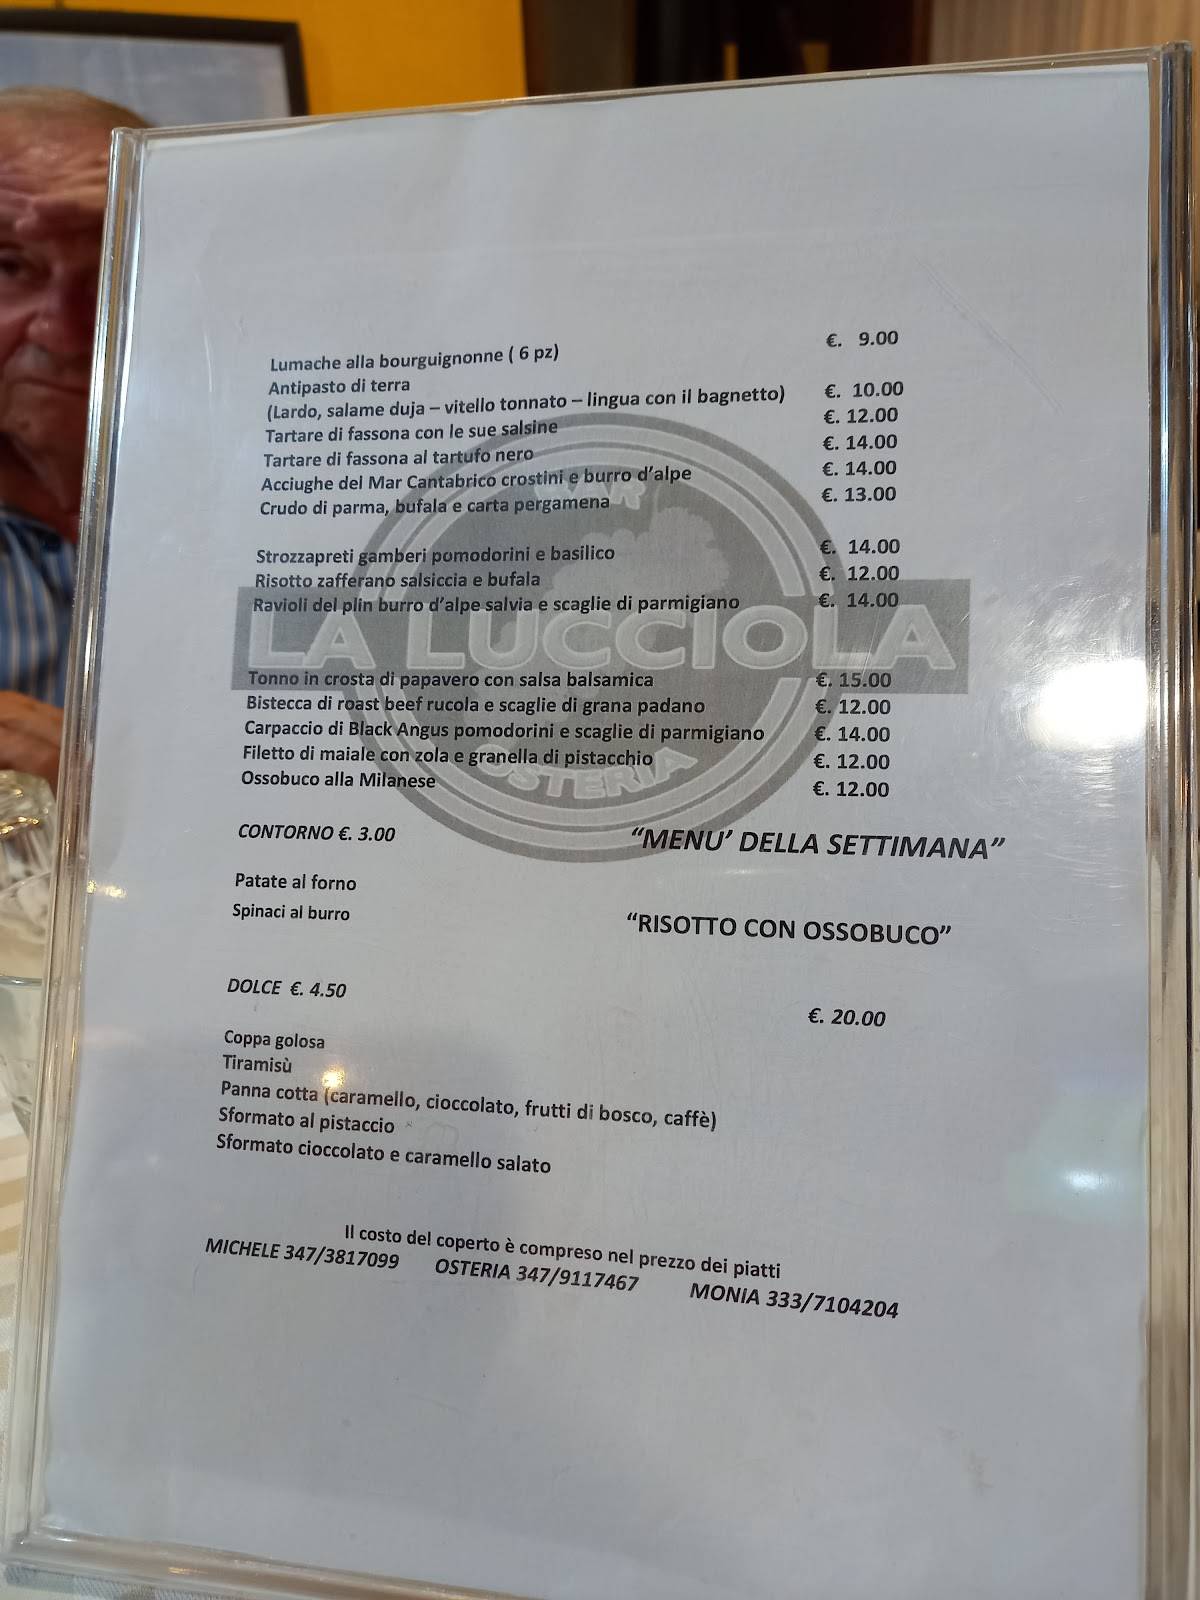 Lumache alla bourguignonne ( 6 pz) €. 9.00
Antipasto di terra
(Lardo, salame duja – vitello tonnato – lingua con il bagnetto) €. 10.00
Tartare di fassona con le sue salsine €. 12.00
Tartare di fassona al tartufo nero €. 14.00
Acciughe del Mar Cantabrico crostini e burro d'alpe €. 14.00
Crudo di parma, bufala e carta pergamena €. 13.00
BAR
Strozzapreti gamberi pomodorini e basilico €. 14.00
Risotto zafferano salsiccia e bufala €. 12.00
Ravioli del plin burro d'alpe salvia e scaglie di parmigiano €. 14.00
LA LUCCIOLA
Tonno in crosta di papavero con salsa balsamica €. 15.00
Bistecca di roast beef rucola e scaglie di grana padano €. 12.00
Carpaccio di Black Angus pomodorini e scaglie di parmigiano €. 14.00
Filetto di maiale con zola e granella di pistacchio €. 12.00
Ossobuco alla Milanese €. 12.00
OSTERIA
CONTORNO €. 3.00
Patate al forno
Spinaci al burro
"MENU' DELLA SETTIMANA"
"RISOTTO CON OSSOBUCO"
€. 20.00
DOLCE €. 4.50
Coppa golosa
Tiramisù
Panna cotta (caramello, cioccolato, frutti di bosco, caffè)
Sformato al pistaccio
Sformato cioccolato e caramello salato
Il costo del coperto è compreso nel prezzo dei piatti
MICHELE 347/3817099 OSTERIA 347/9117467 MONiA 333/7104204